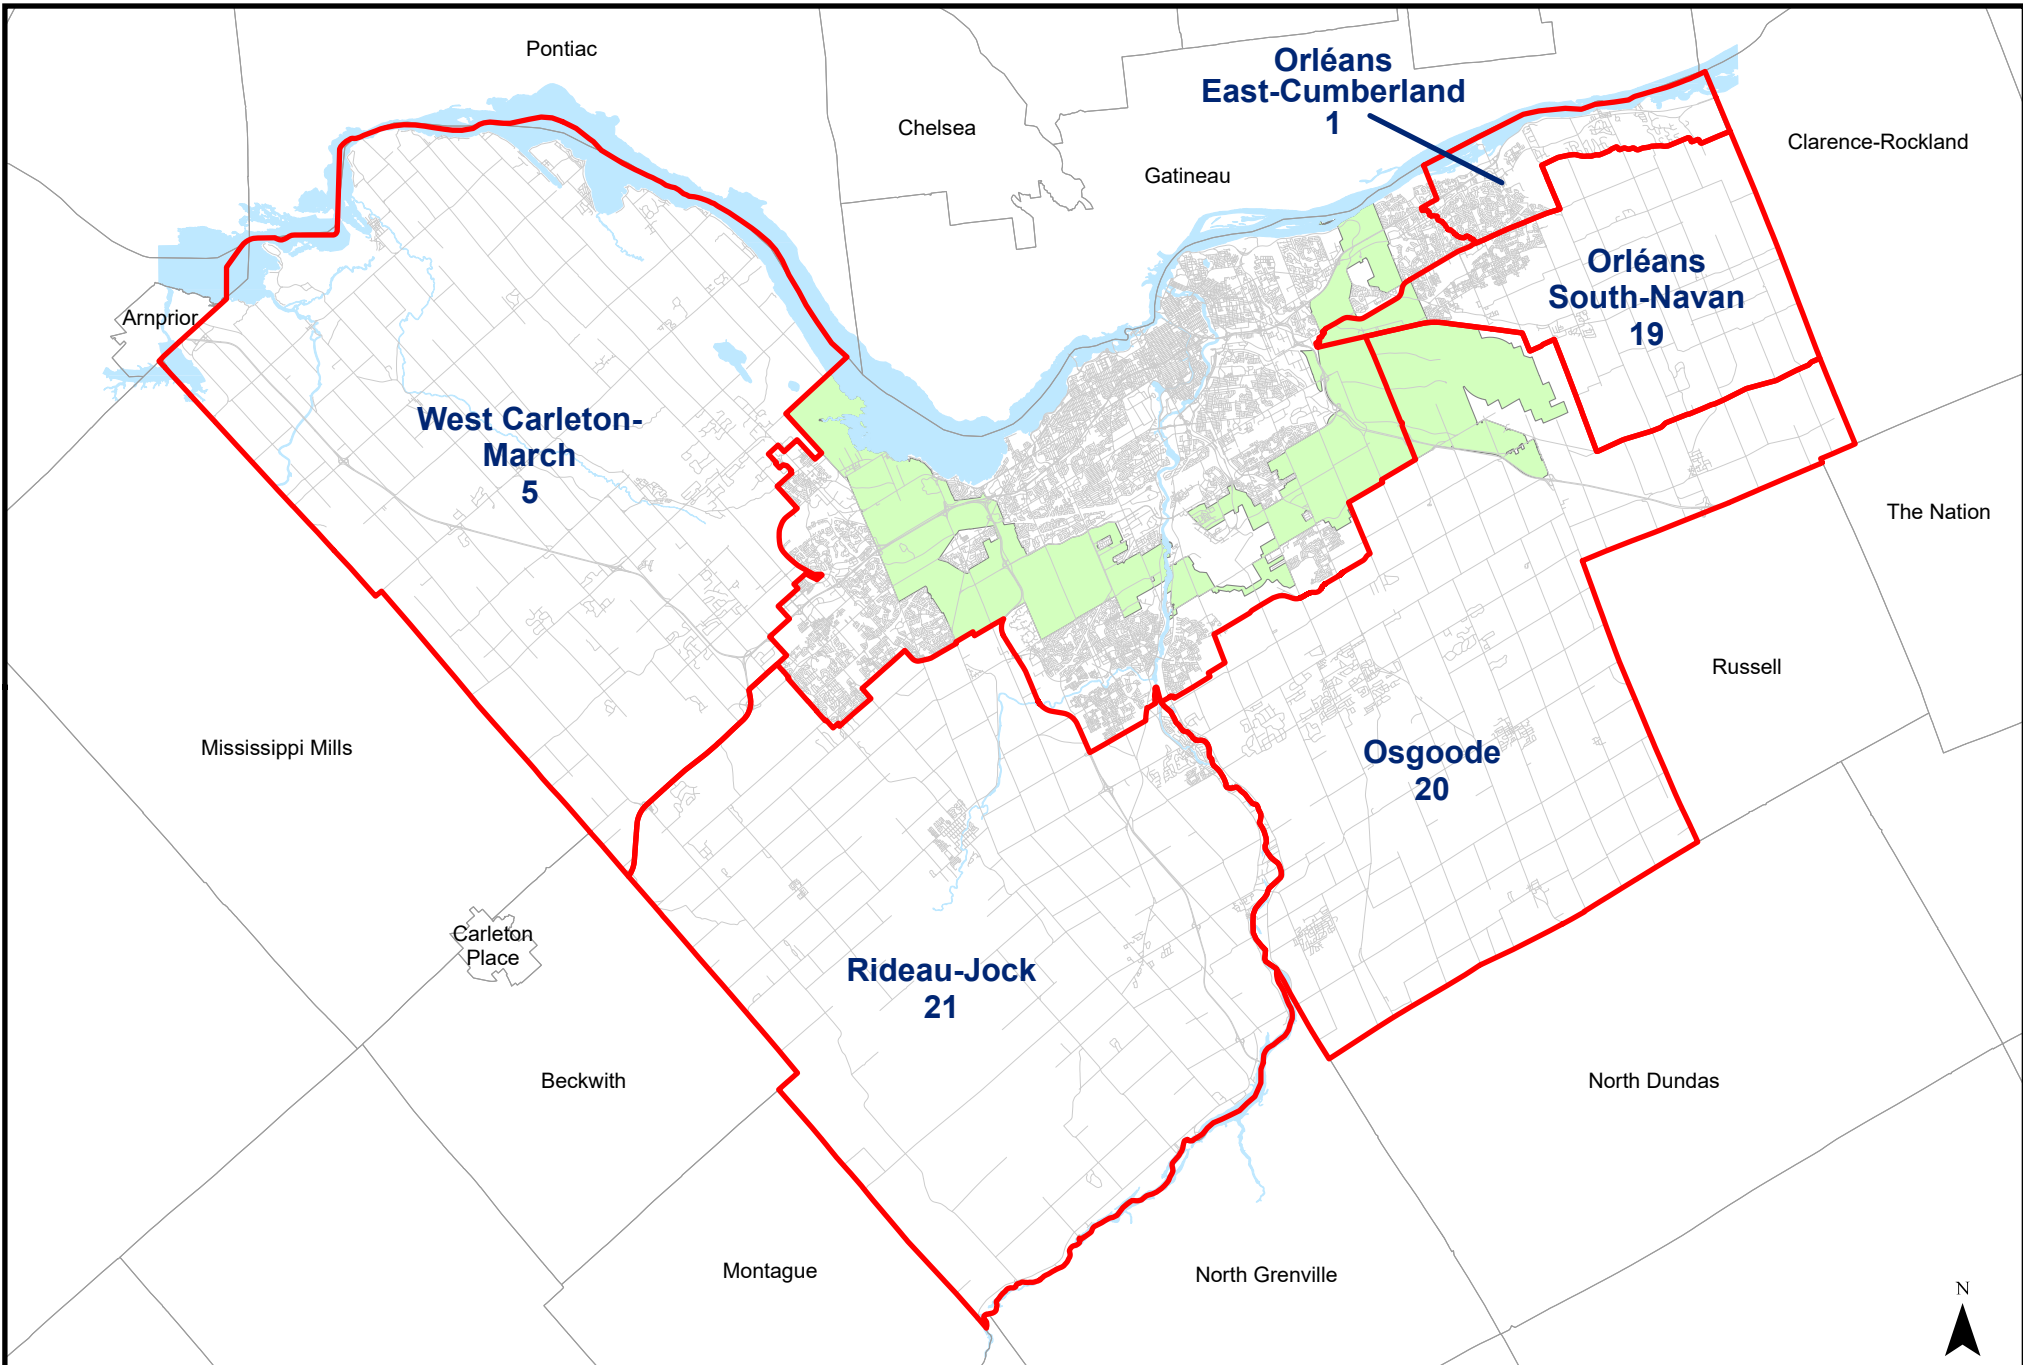 Pontiac
Orléans
East-Cumberland
1
Chelsea
Clarence-Rockland
Gatineau
Orléans
South-Navan
19
Arnprior
West Carleton-
March
5
The Nation
Russell
Mississippi Mills
Osgoode
20
Carleton
Place
Rideau-Jock
21
Beckwith
North Dundas
Montague
North Grenville
N